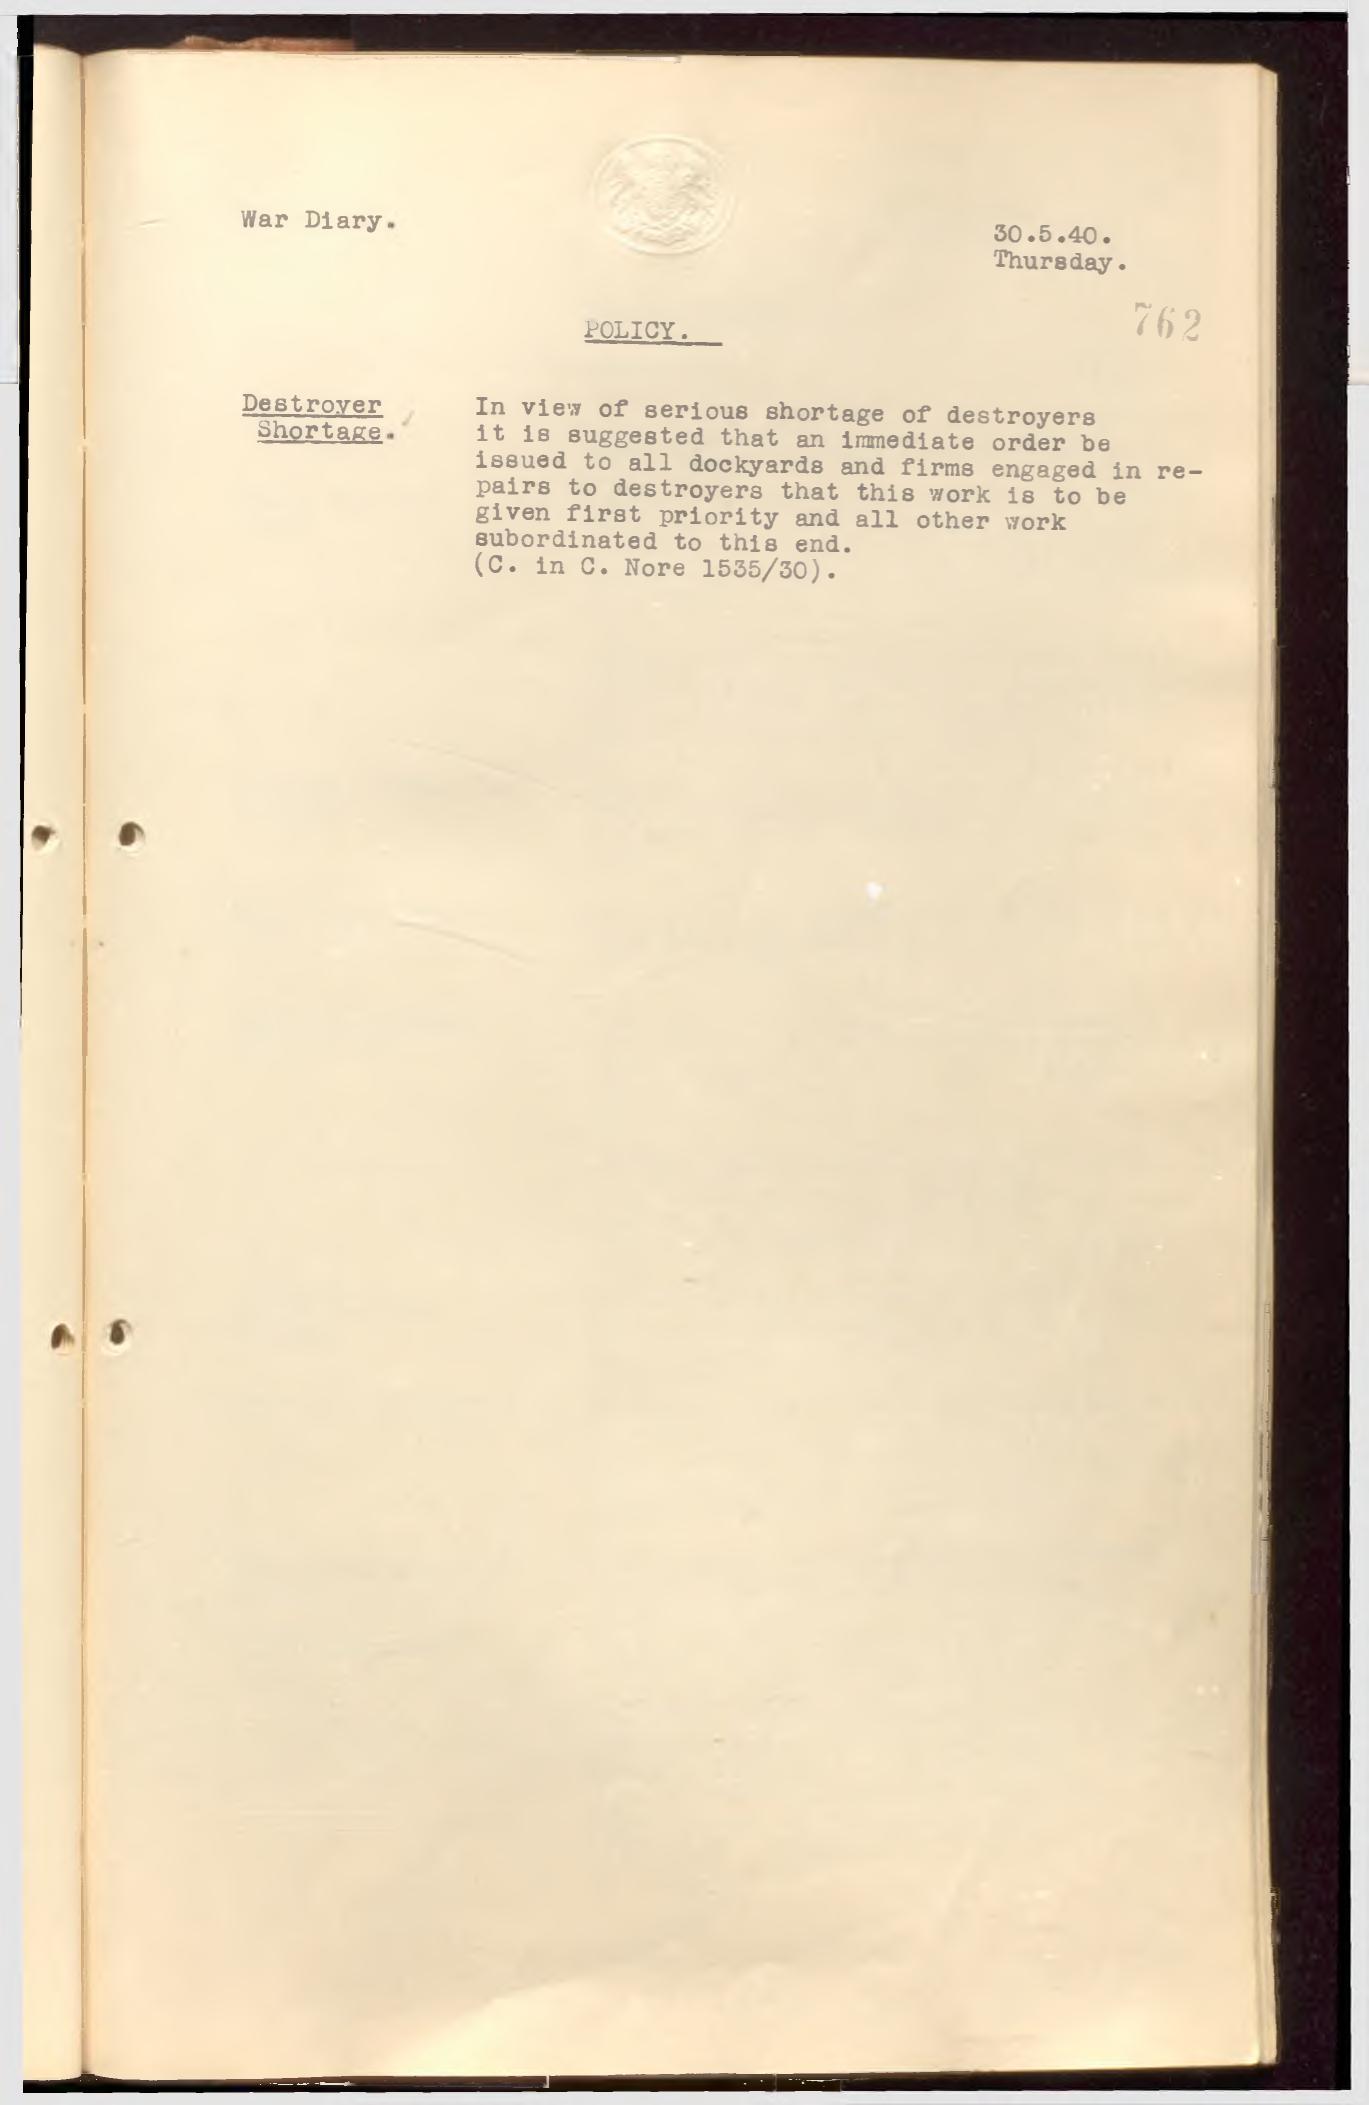 War Diary.
30.5.40.
Thursday.
762
POLICY.
Destroyer
Shortage.
In view of serious shortage of destroyers
it is suggested that an immediate order be
issued to all dockyards and firms engaged in re-
pairs to destroyers that this work is to be
given first priority and all other work
subordinated to this end.
(C. in C. Nore 1535/30).